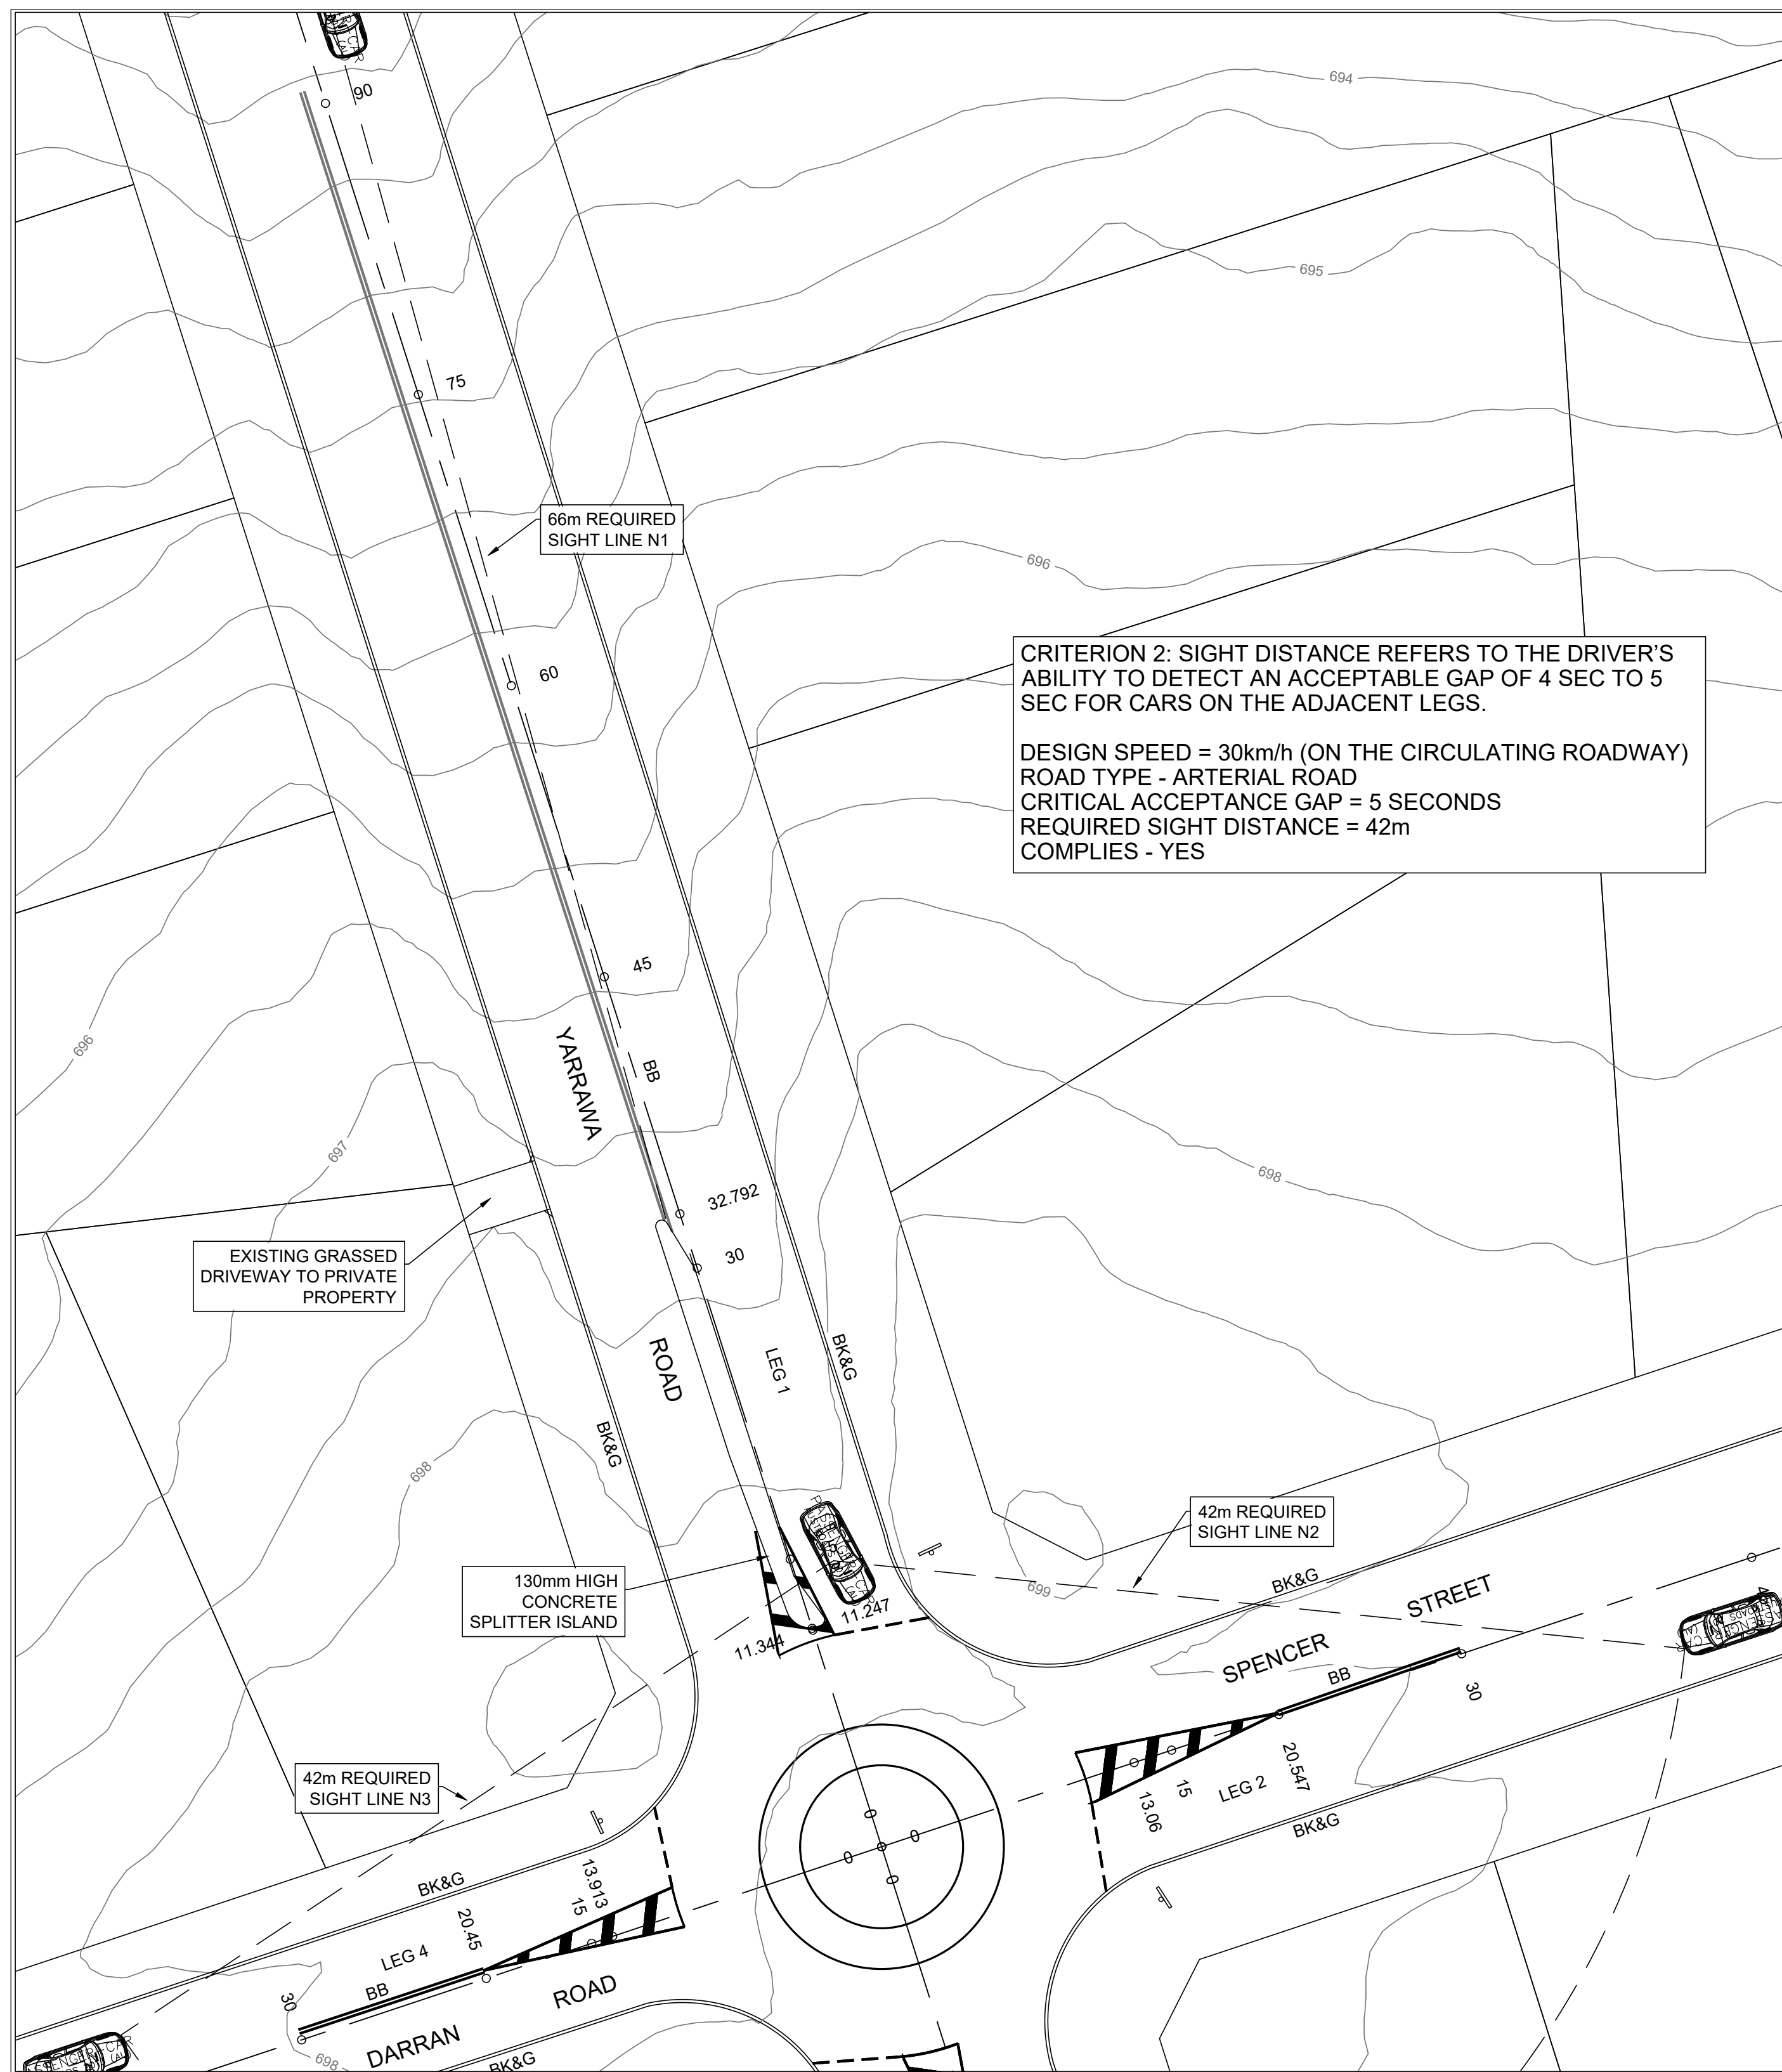 90
694
695
75
66m REQUIRED
SIGHT LINE N1
696
60
CRITERION 2: SIGHT DISTANCE REFERS TO THE DRIVER’S
ABILITY TO DETECT AN ACCEPTABLE GAP OF 4 SEC TO 5
SEC FOR CARS ON THE ADJACENT LEGS.
DESIGN SPEED = 30km/h (ON THE CIRCULATING ROADWAY)
ROAD TYPE - ARTERIAL ROAD
CRITICAL ACCEPTANCE GAP = 5 SECONDS
REQUIRED SIGHT DISTANCE = 42m
COMPLIES - YES
45
696
YARRAWA
BB
697
698
32.792
30
EXISTING GRASSED
DRIVEWAY TO PRIVATE
PROPERTY
ROAD
LEG 1
BK&G
BK&G
698
42m REQUIRED
SIGHT LINE N2
130mm HIGH
CONCRETE
SPLITTER ISLAND
699
BK&G
STREET
11.247
11.344
SPENCER
BB
30
42m REQUIRED
SIGHT LINE N3
20.547
LEG 2
15
13.06
BK&G
0
0
0
0
BK&G
13.913
15
20.45
LEG 4
BB
30
ROAD
DARRAN
698
BK&G